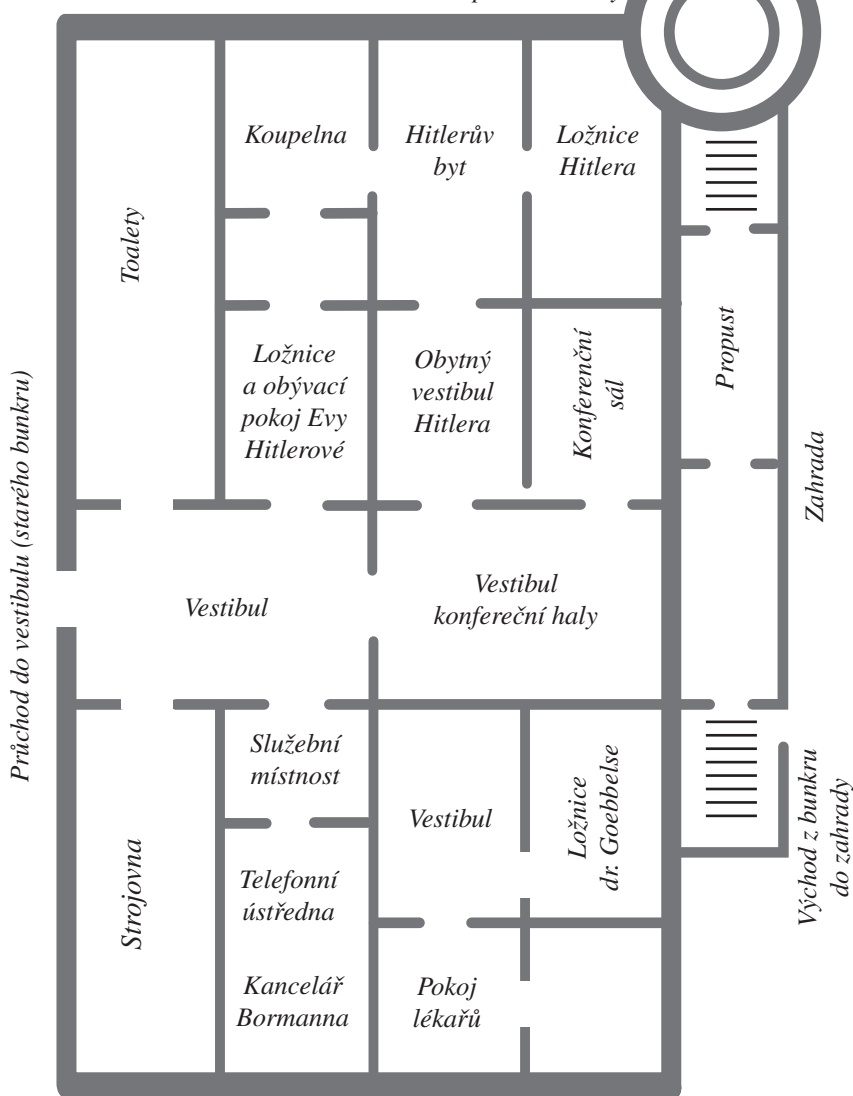 Koupelna
Hitlerův
byt
Ložnice
Hitlera
Toalety
Ložnice
a obývací
pokoj Evy
Hitlerové
Obytný
vestibul
Hitlera
Konferenční
sál
Propust
Zahrada
Průchod do vestibulu (starého bunkru)
Vestibul
Vestibul
konfereční haly
Služební
místnost
Vestibul
Ložnice
dr. Goebbelse
Východ z bunkru
do zahrady
Strojovna
Telefonní
ústředna
Kancelář
Bormanna
Pokoj
lékařů